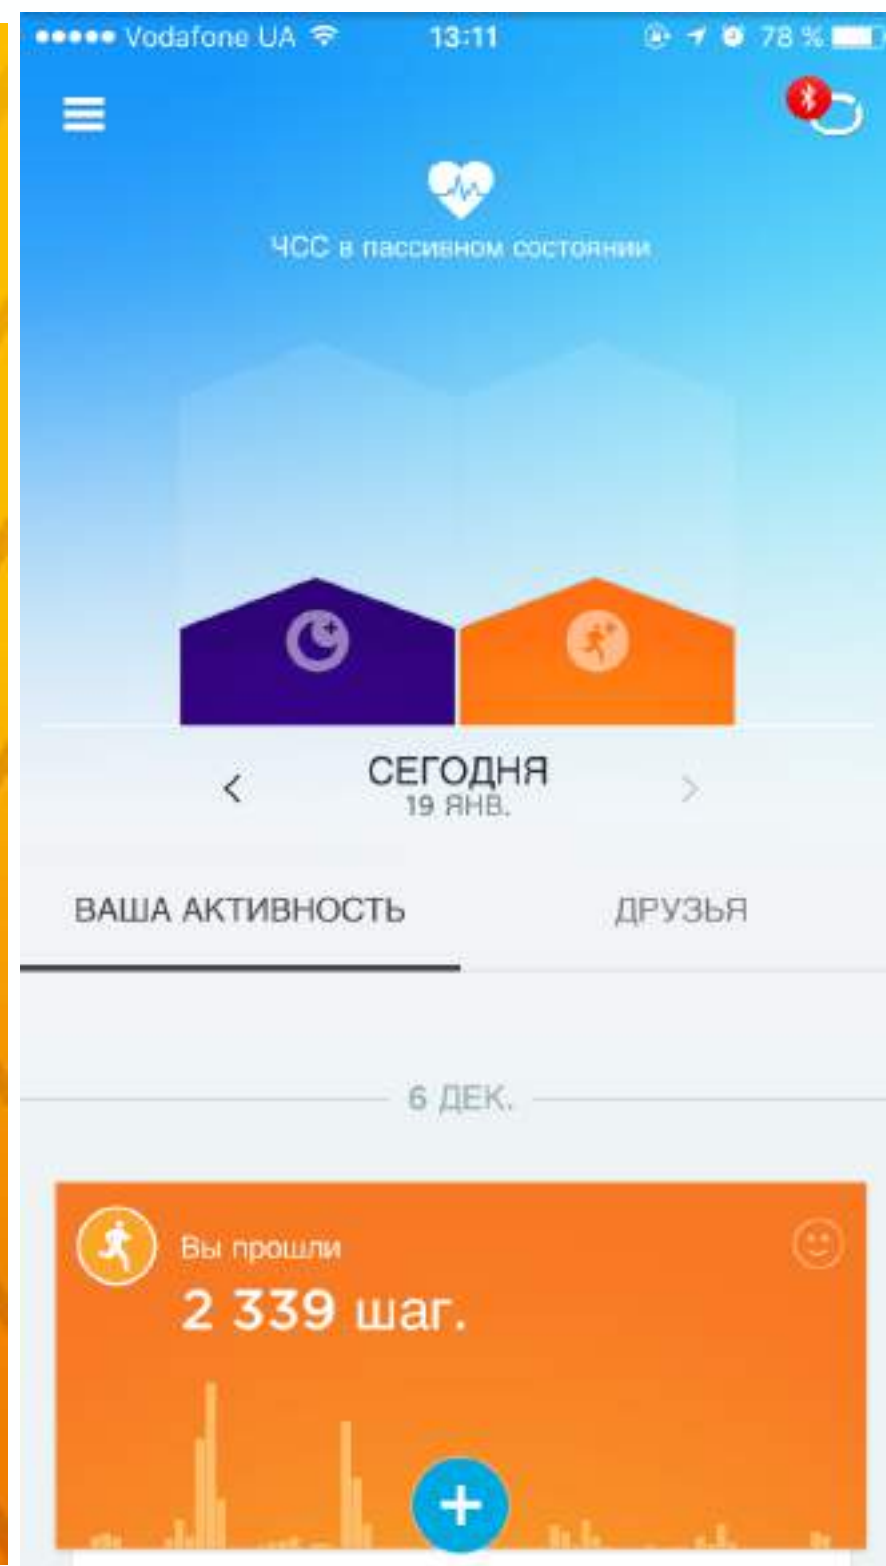 Vodafone UA 13:11 78 %
ЧСС в пассивном состоянии
СЕГОДНЯ
19 ЯНВ.
ВАША АКТИВНОСТЬ ДРУЗЬЯ
6 ДЕК.
Вы прошли
2 339 шаг.